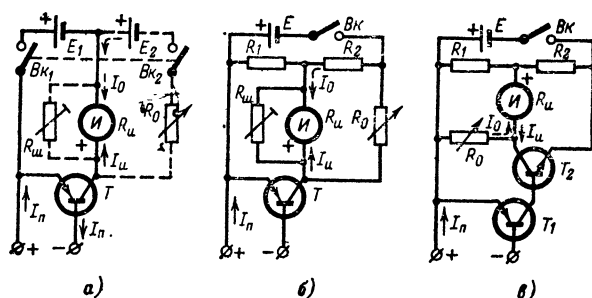 + E₁ E₂ +
Вк₁ Вк₂
I₀
Rш И Rи R₀
+
Iи
T
Iп
Iп
+ −
а)
+ E Вк
R₁ R₂
I₀
Rш И Rи R₀
+
Iи
T
Iп
+ −
б)
+ E Вк
R₁ R₂
+
И Rи
I₀ Iи
R₀
T₂
Iп
T₁
+ −
в)